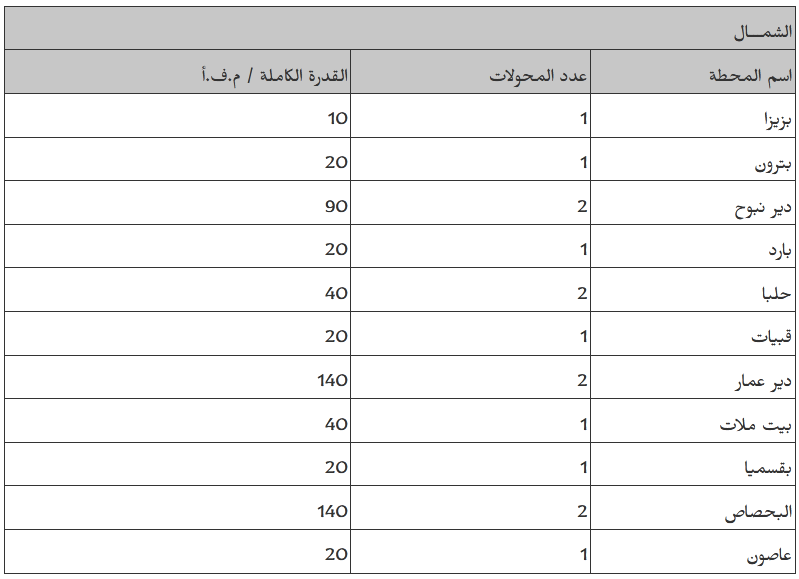 الشمـــال
اسم المحطة عدد المحولات القدرة الكاملة / م.ف.أ
بزيزا 1 10
بترون 1 20
دير نبوح 2 90
بارد 1 20
حلبا 2 40
قبيات 1 20
دير عمار 2 140
بيت ملات 1 40
بقسميا 1 20
البحصاص 2 140
عاصون 1 20